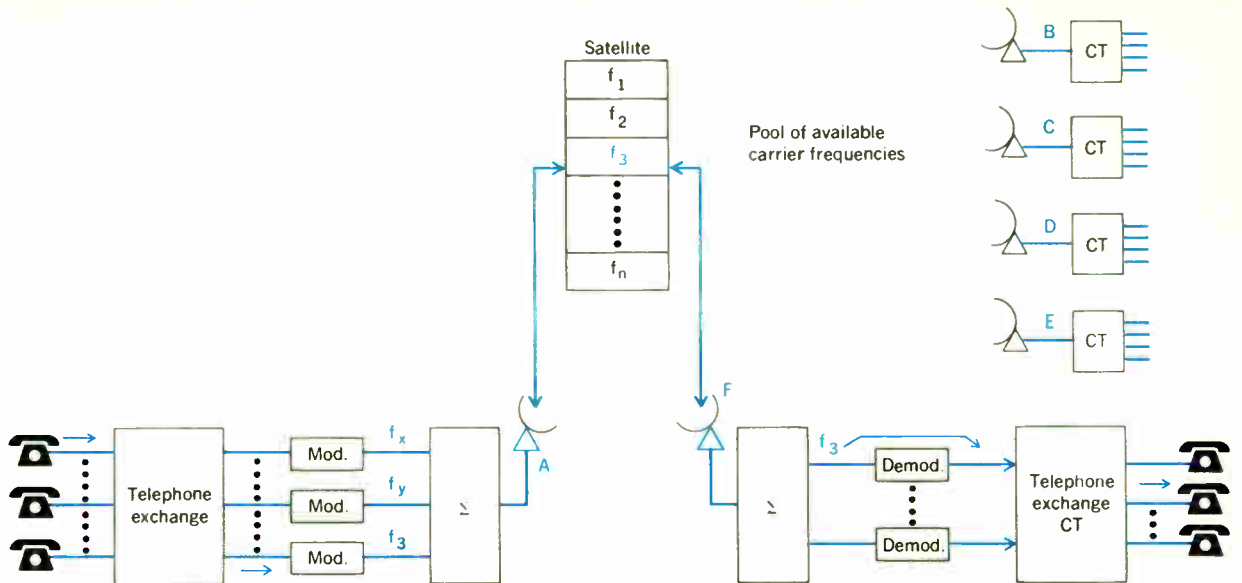 Satellite
f1
f2
f3
fn
Pool of available
carrier frequencies
B
CT
C
CT
D
CT
E
CT
A
F
Telephone
exchange
Mod.
fx
Mod.
fy
Mod.
f3
Σ
Σ
f3
Demod.
Demod.
Telephone
exchange
CT